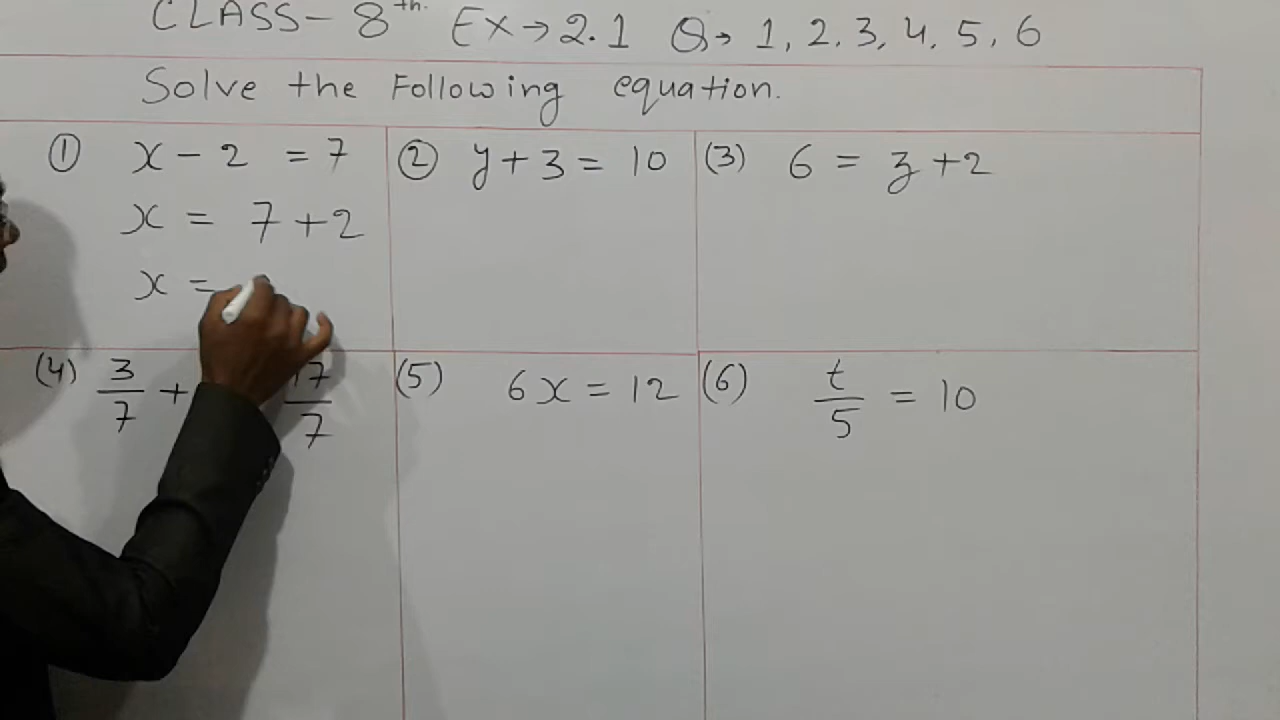 CLASS- 8th. Ex→2.1 Q→ 1, 2, 3, 4, 5, 6
Solve the Following equation.
① x - 2 = 7
x = 7+2
x =
② y+3 = 10
(3) 6 = z+2
(4) 3/7 + 17/7
(5) 6x = 12
(6) t/5 = 10